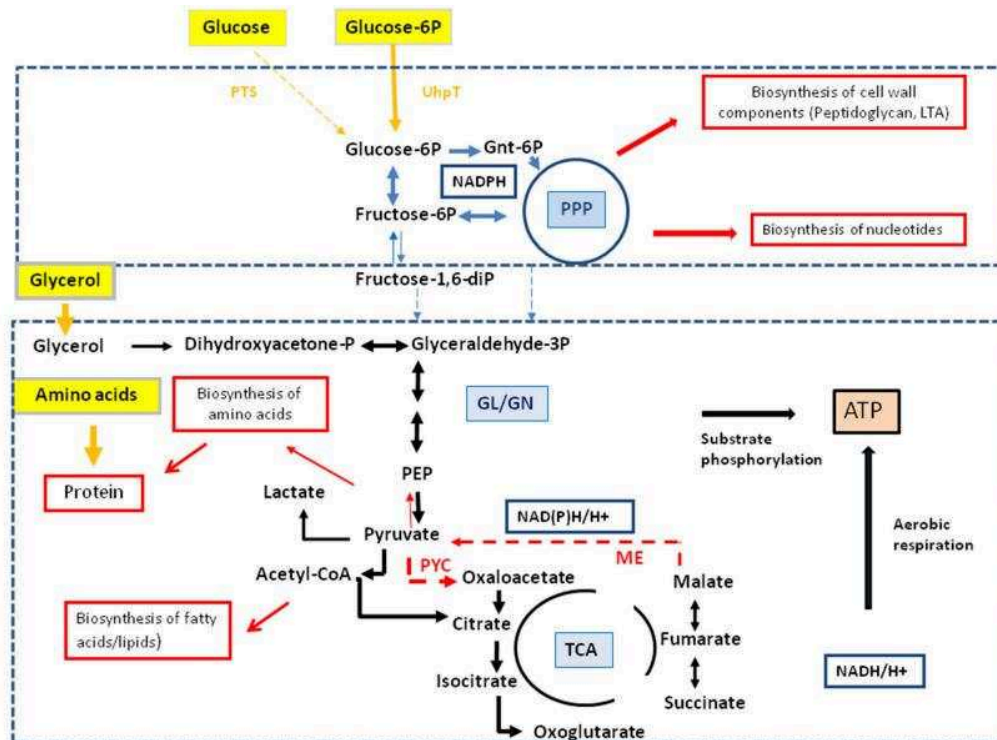 Glucose
Glucose-6P
PTS
UhpT
Biosynthesis of cell wall
components (Peptidoglycan, LTA)
Glucose-6P
Gnt-6P
NADPH
PPP
Fructose-6P
Biosynthesis of nucleotides
Glycerol
Fructose-1,6-diP
Glycerol
Dihydroxyacetone-P
Glyceraldehyde-3P
Amino acids
Biosynthesis of
amino acids
GL/GN
ATP
Substrate
phosphorylation
Protein
Lactate
PEP
NAD(P)H/H+
Aerobic
respiration
Pyruvate
PYC
ME
Acetyl-CoA
Oxaloacetate
Malate
Biosynthesis of fatty
acids/lipids)
Citrate
TCA
Fumarate
NADH/H+
Isocitrate
Succinate
Oxoglutarate